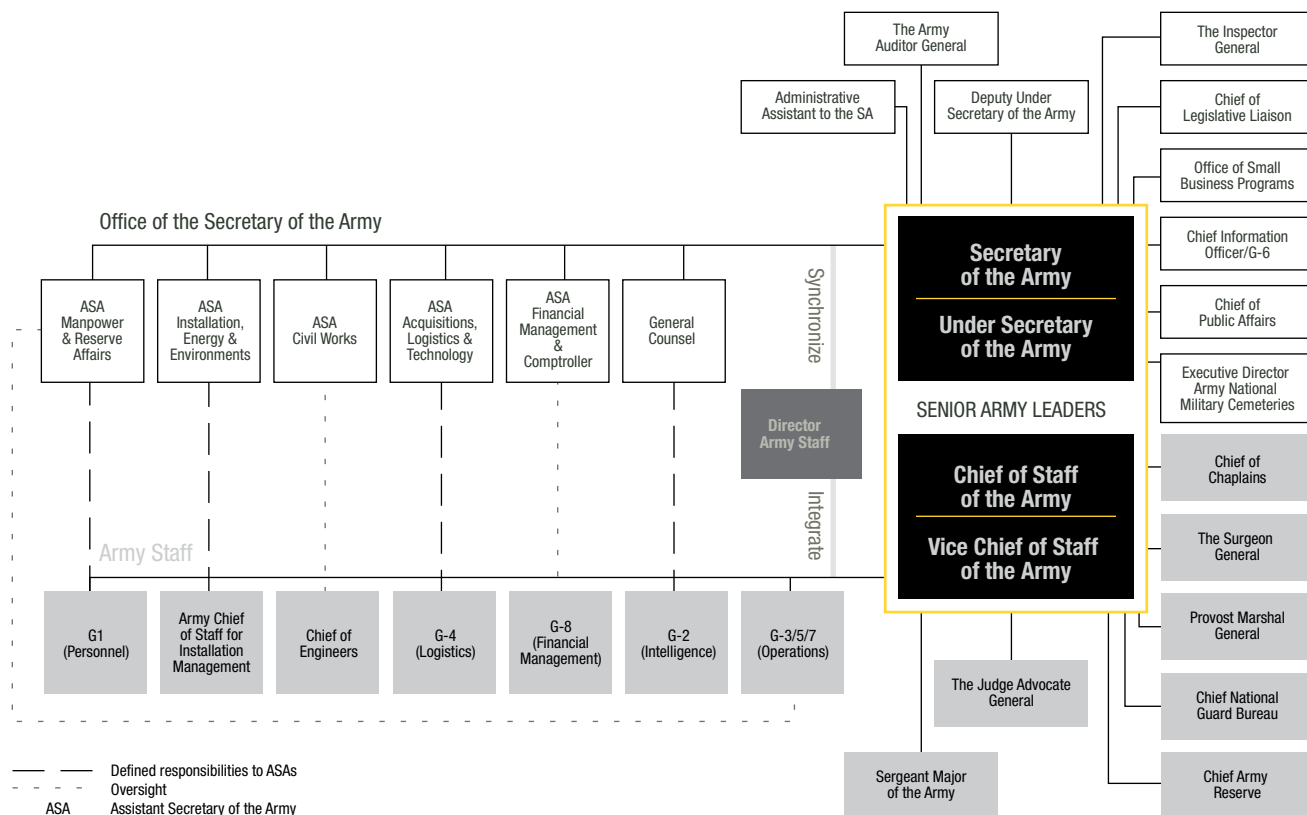 The Army
Auditor General
The Inspector
General
Administrative
Assistant to the SA
Deputy Under
Secretary of the Army
Chief of
Legislative Liaison
Office of Small
Business Programs
Office of the Secretary of the Army
Secretary
of the Army
Under Secretary
of the Army
Chief Information
Officer/G-6
Chief of
Public Affairs
Executive Director
Army National
Military Cemeteries
ASA
Manpower
& Reserve
Affairs
ASA
Installation,
Energy &
Environments
ASA
Civil Works
ASA
Acquisitions,
Logistics &
Technology
ASA
Financial
Management
&
Comptroller
General
Counsel
Synchronize
Director
Army Staff
Integrate
SENIOR ARMY LEADERS
Chief of Staff
of the Army
Vice Chief of Staff
of the Army
Chief of
Chaplains
The Surgeon
General
Provost Marshal
General
Chief National
Guard Bureau
Chief Army
Reserve
Army Staff
G1
(Personnel)
Army Chief
of Staff for
Installation
Management
Chief of
Engineers
G-4
(Logistics)
G-8
(Financial
Management)
G-2
(Intelligence)
G-3/5/7
(Operations)
The Judge Advocate
General
Sergeant Major
of the Army
Defined responsibilities to ASAs
Oversight
ASA Assistant Secretary of the Army